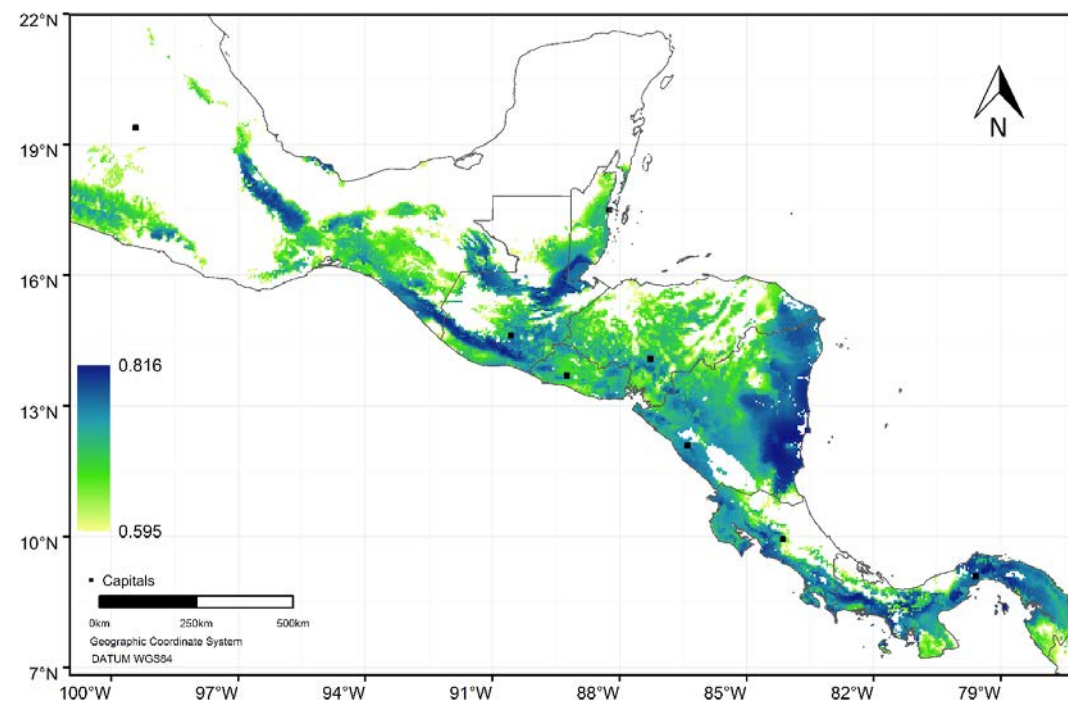 22°N
19°N
16°N
13°N
10°N
7°N
N
0.816
0.595
Capitals
0km 250km 500km
Geographic Coordinate System
DATUM WGS84
100°W 97°W 94°W 91°W 88°W 85°W 82°W 79°W